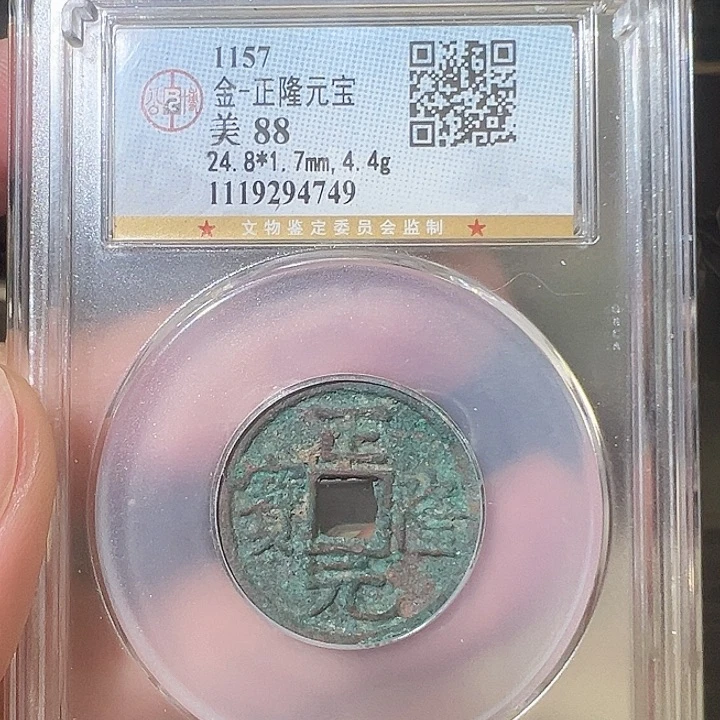 1157
金-正隆元宝
美 88
24.8*1.7mm,4.4g
1119294749
★ 文物鉴定委员会监制 ★
正
隆
元
寳